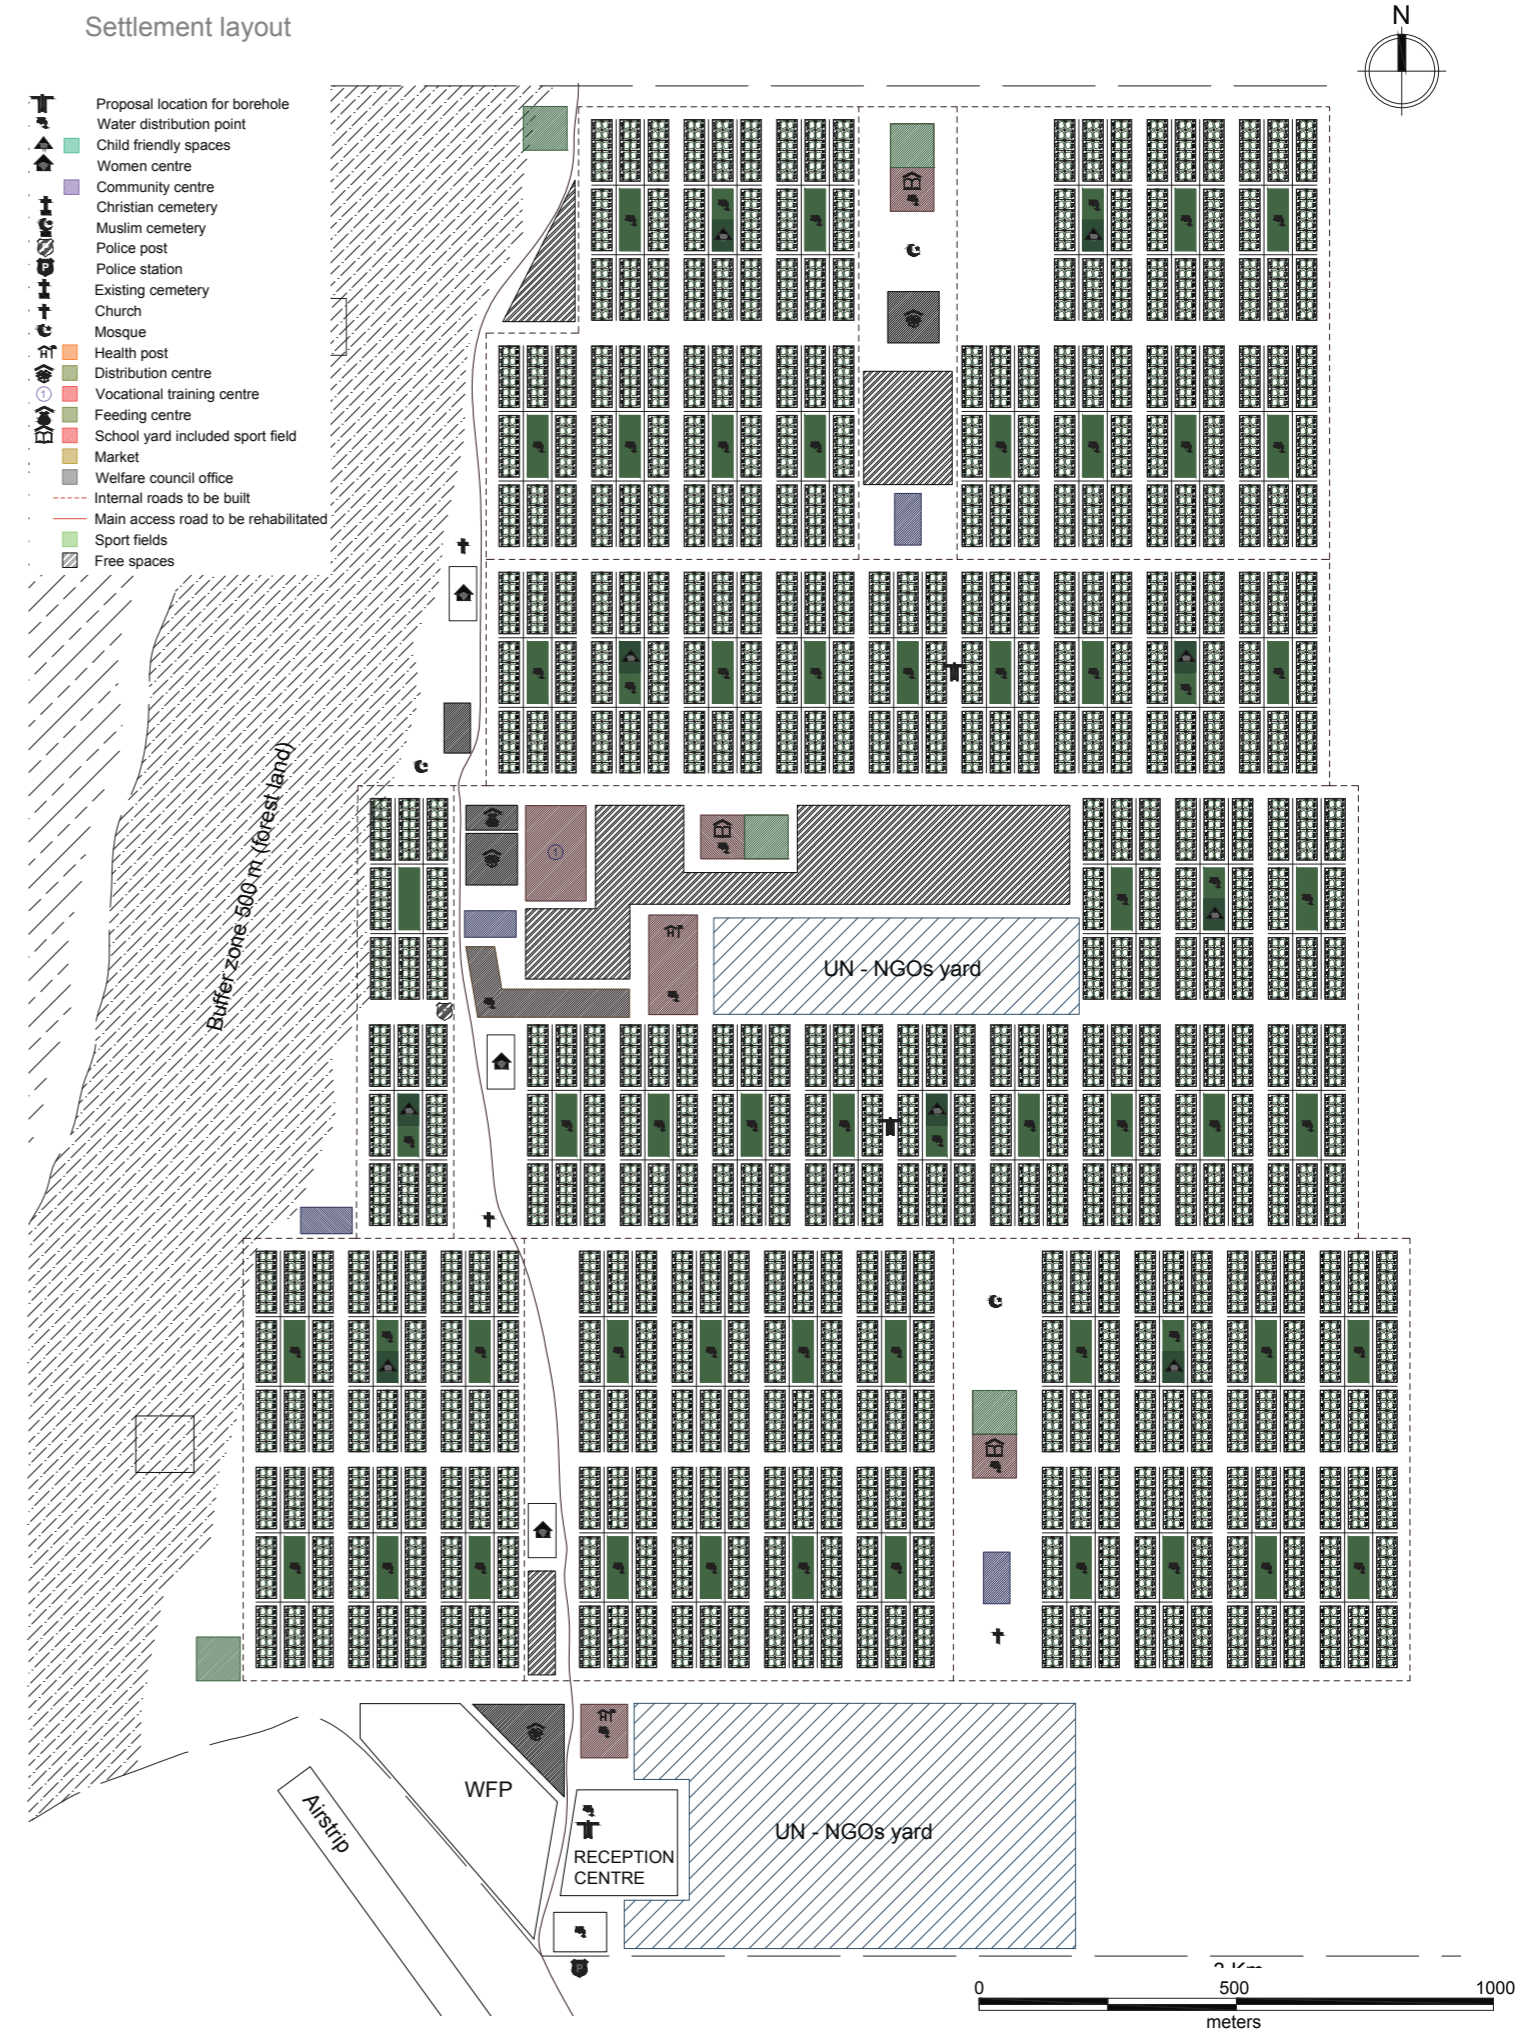 Settlement layout
N
Proposal location for borehole
Water distribution point
Child friendly spaces
Women centre
Community centre
Christian cemetery
Muslim cemetery
Police post
P
Police station
Existing cemetery
Church
Mosque
H
Health post
Distribution centre
1
Vocational training centre
Feeding centre
School yard included sport field
Market
Welfare council office
Internal roads to be built
Main access road to be rehabilitated
Sport fields
Free spaces
Buffer zone 500 m (forest land)
1
H
UN - NGOs yard
H
WFP
Airstrip
RECEPTION
CENTRE
UN - NGOs yard
P
0 500 1000
meters